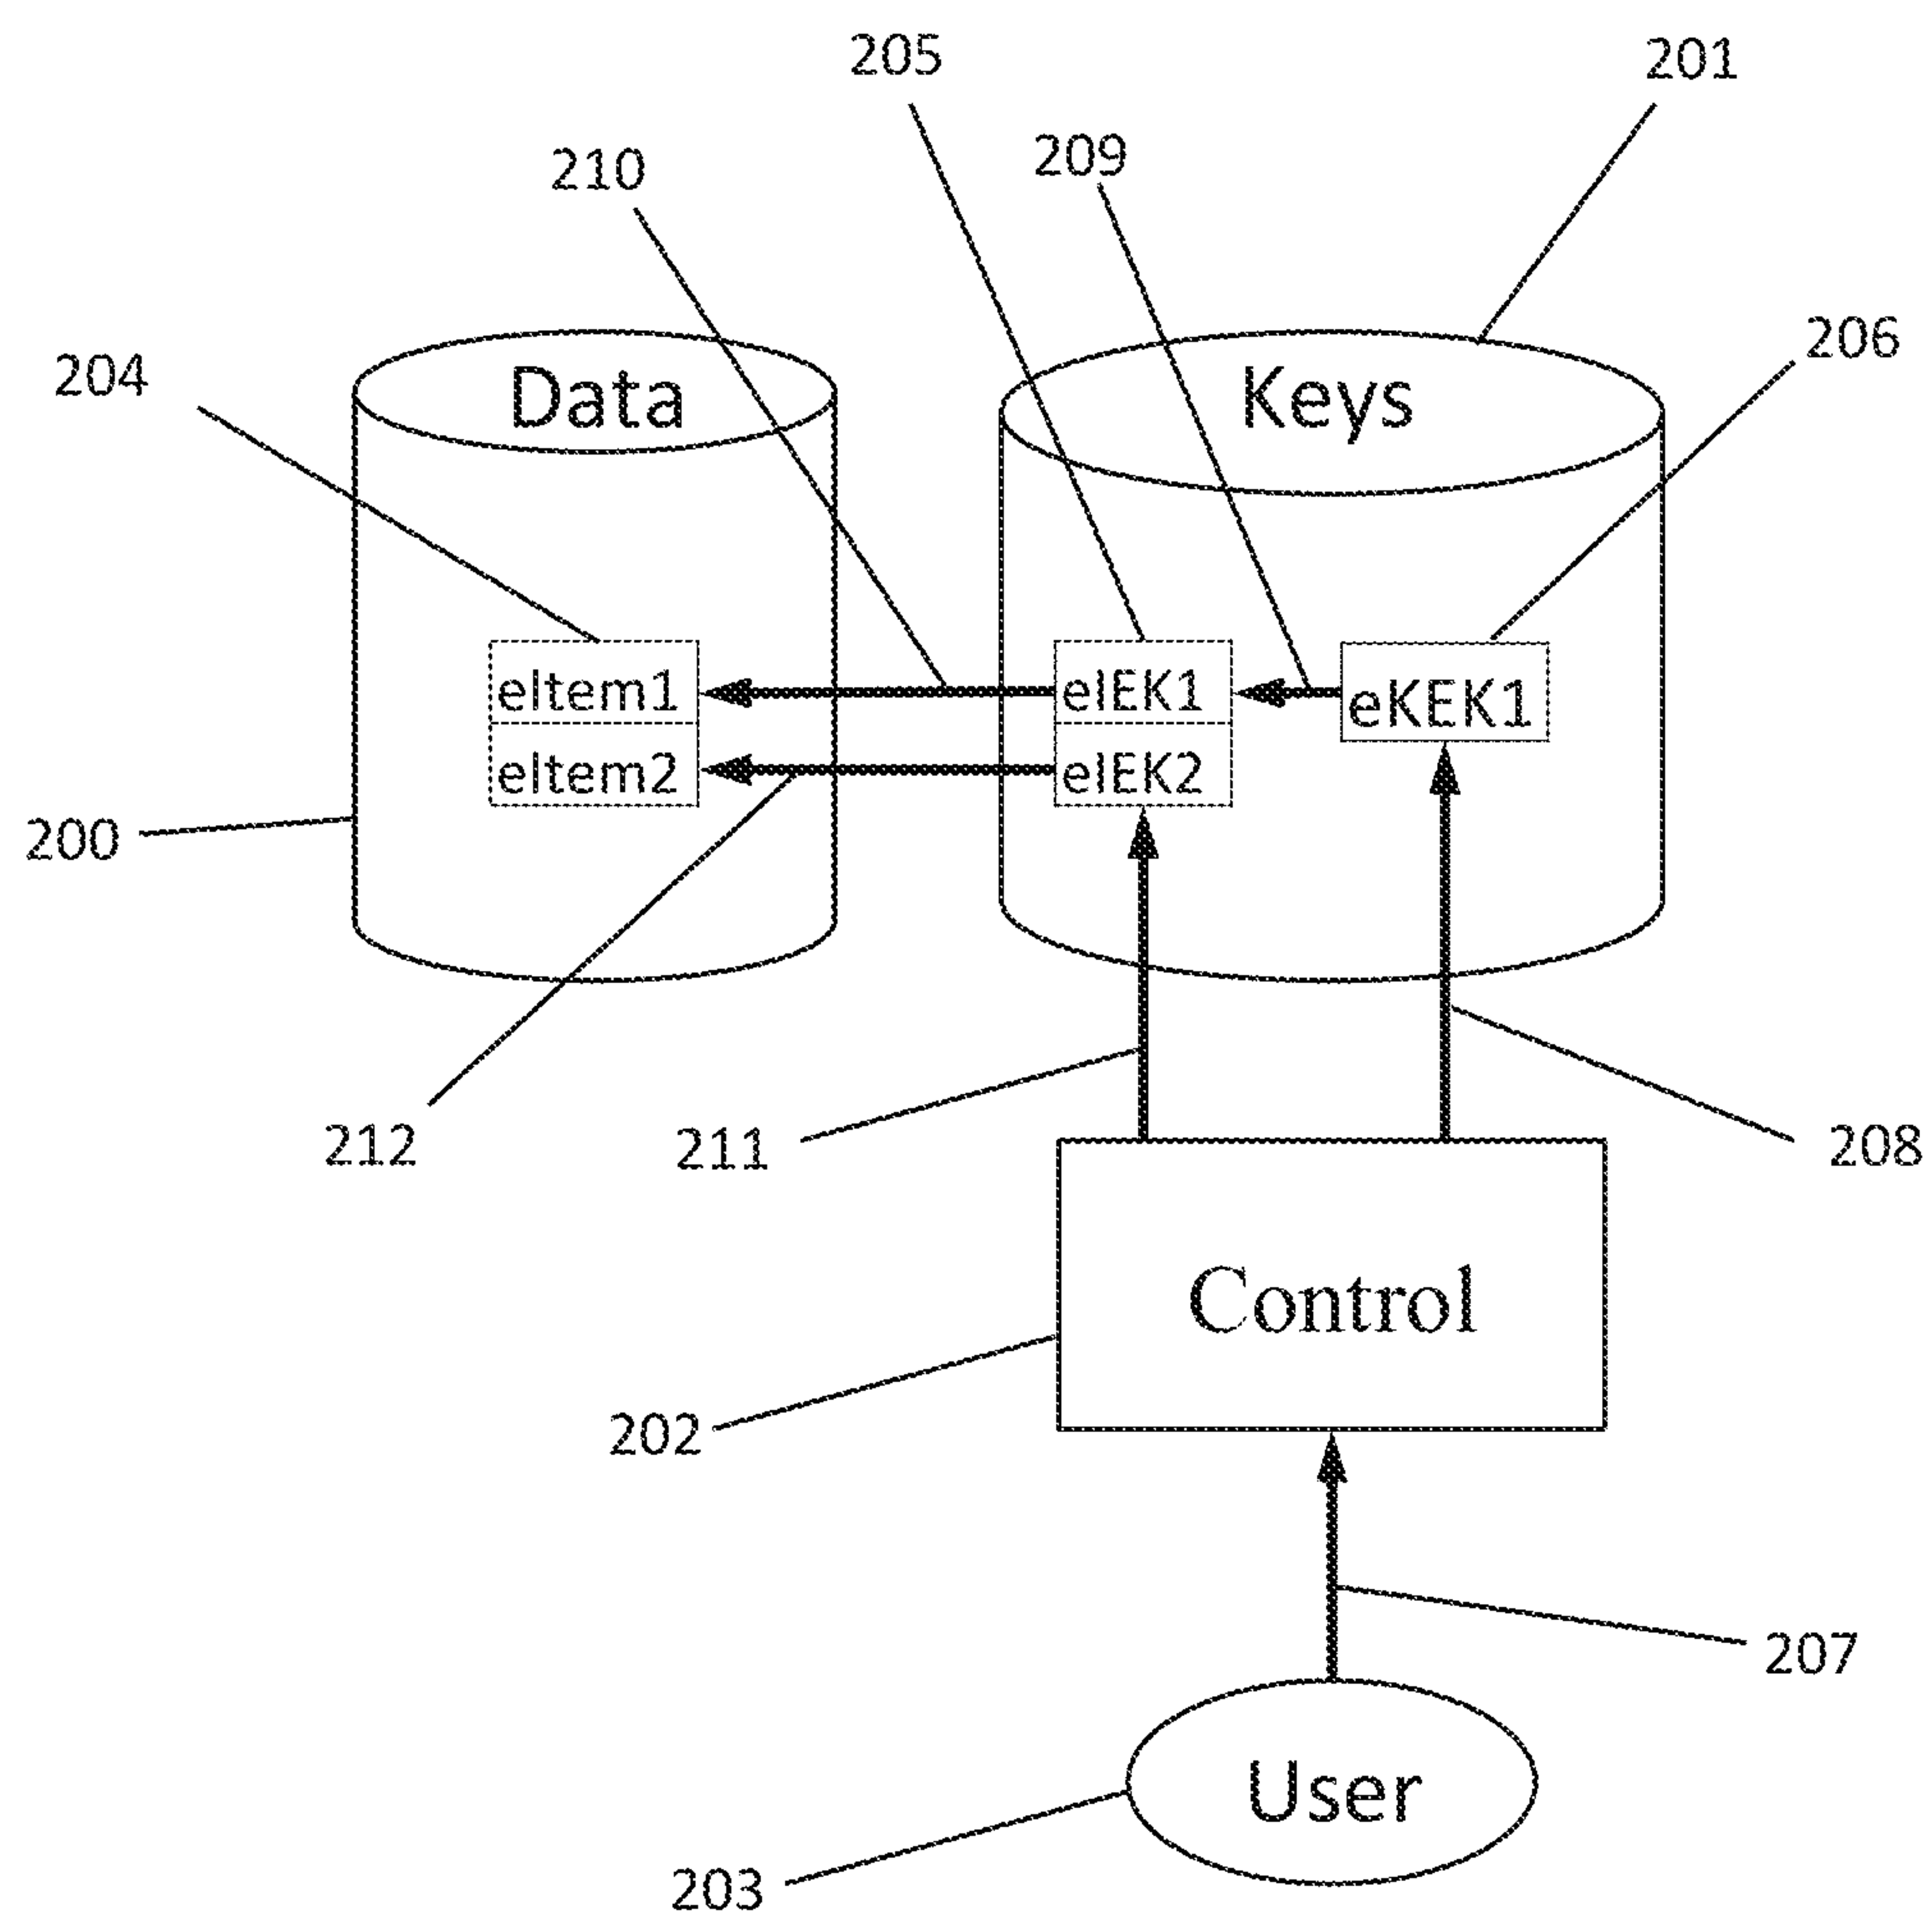 205
201
210
209
206
204
Data
Keys
eItem1
eIEK1
eKEK1
eItem2
eIEK2
200
212
211
208
Control
202
207
User
203